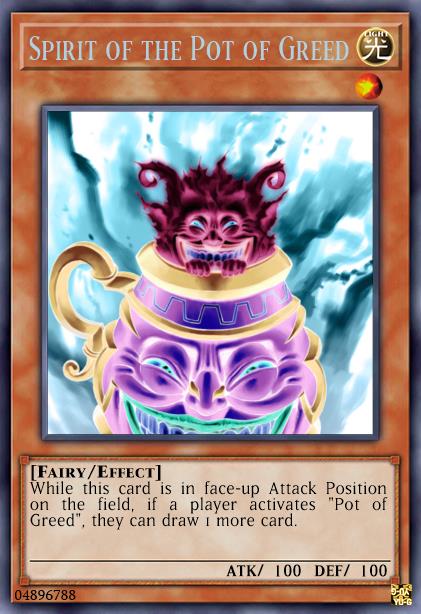 Spirit of the Pot of Greed
LIGHT
光
[Fairy/Effect]
While this card is in face-up Attack Position
on the field, if a player activates "Pot of
Greed", they can draw 1 more card.
ATK/ 100 DEF/ 100
04896788